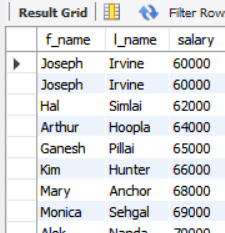 Result Grid Filter Row
f_name l_name salary
Joseph Irvine 60000
Joseph Irvine 60000
Hal Simlai 62000
Arthur Hoopla 64000
Ganesh Pillai 65000
Kim Hunter 66000
Mary Anchor 68000
Monica Sehgal 69000
Alok Nanda 70000